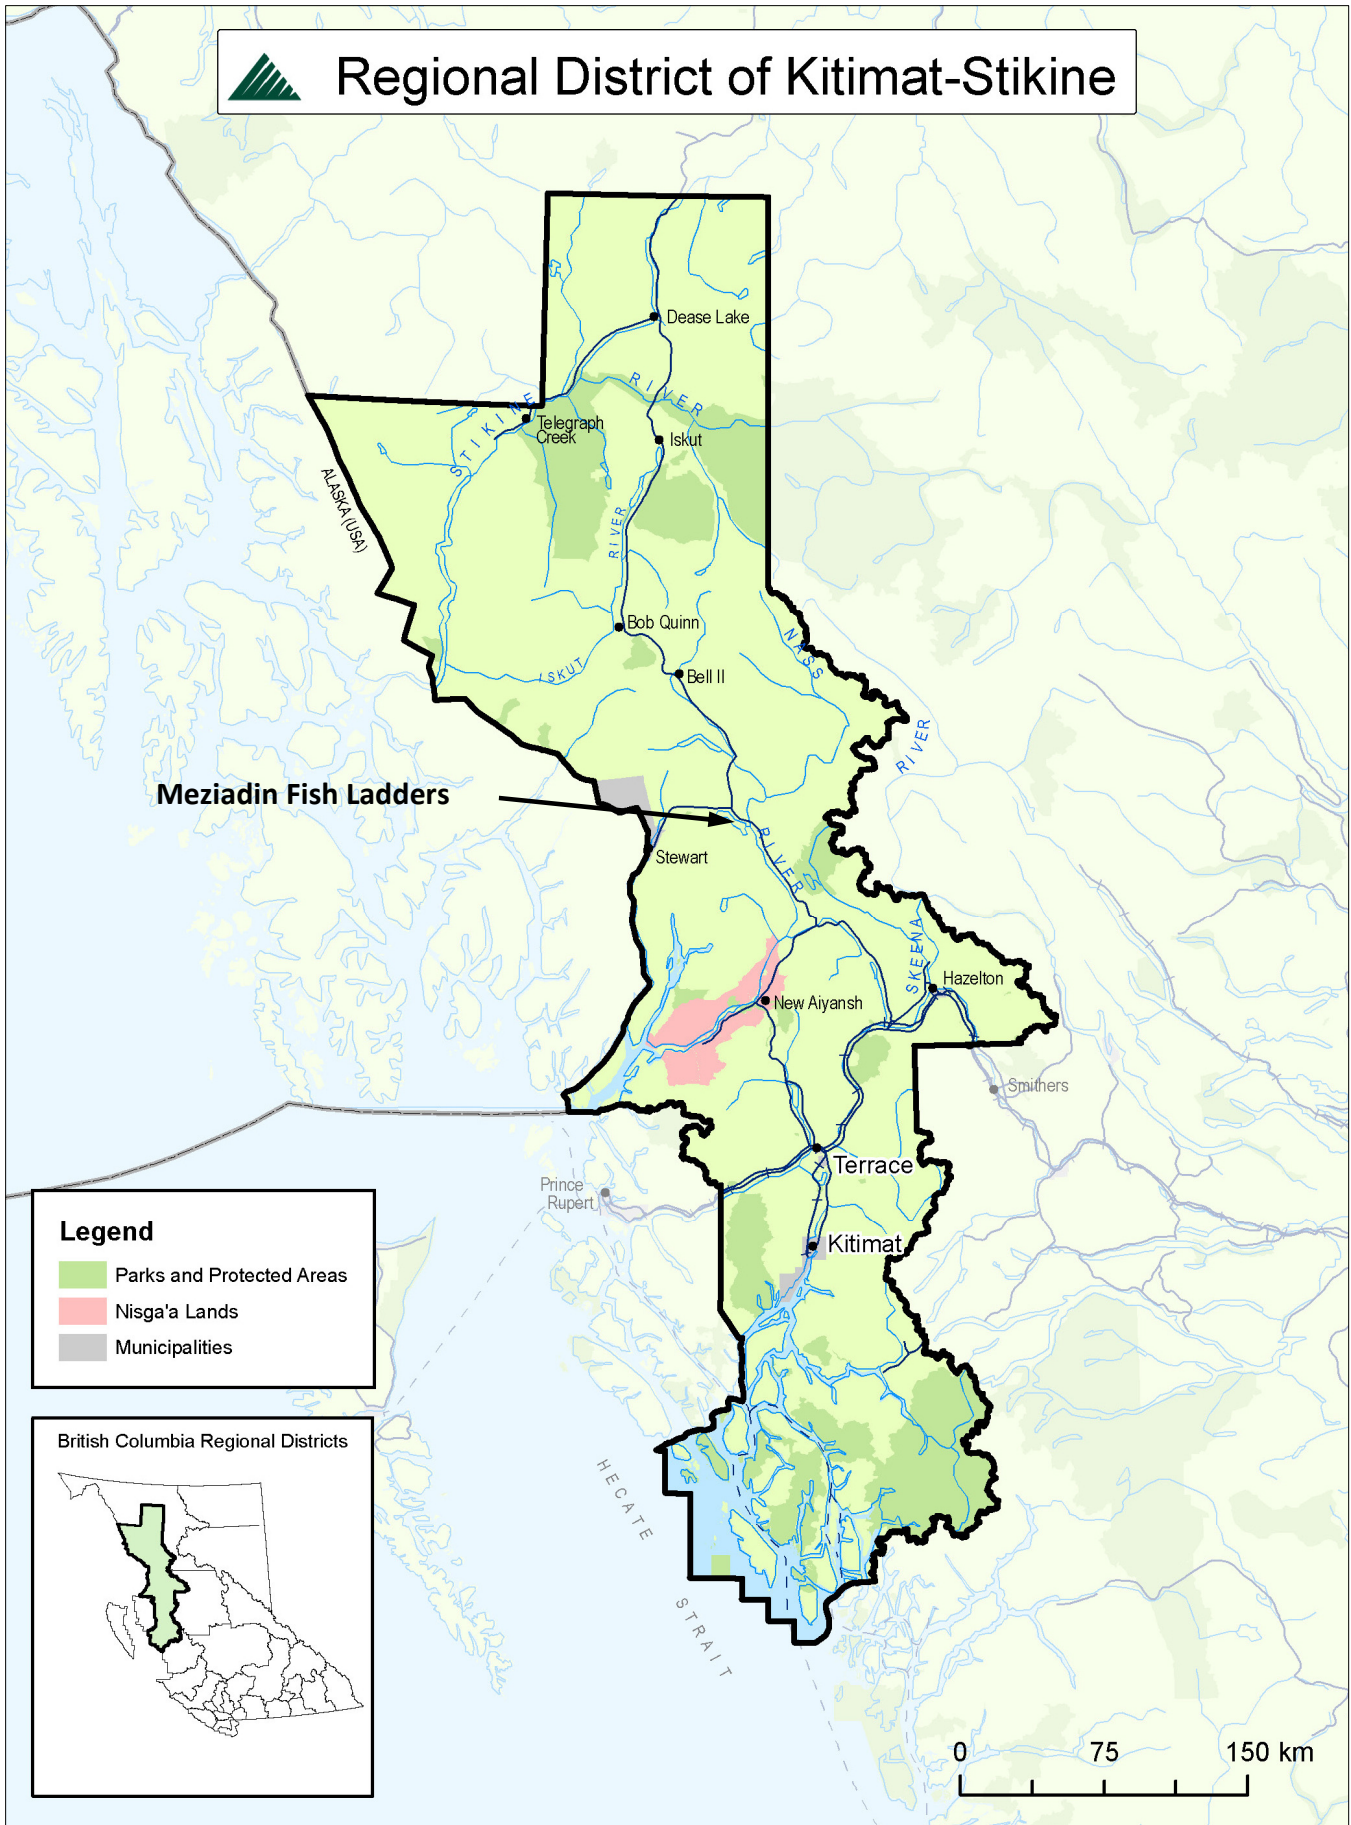 Regional District of Kitimat-Stikine
Dease Lake
RIVER
STIKINE
Telegraph
Creek
Iskut
ALASKA (USA)
RIVER
Bob Quinn
NASS
ISKUT
Bell II
RIVER
Meziadin Fish Ladders
RIVER
Stewart
SKEENA
Hazelton
New Aiyansh
Smithers
Terrace
Prince
Rupert
Kitimat
Legend
Parks and Protected Areas
Nisga'a Lands
Municipalities
British Columbia Regional Districts
HECATE
STRAIT
0 75 150 km